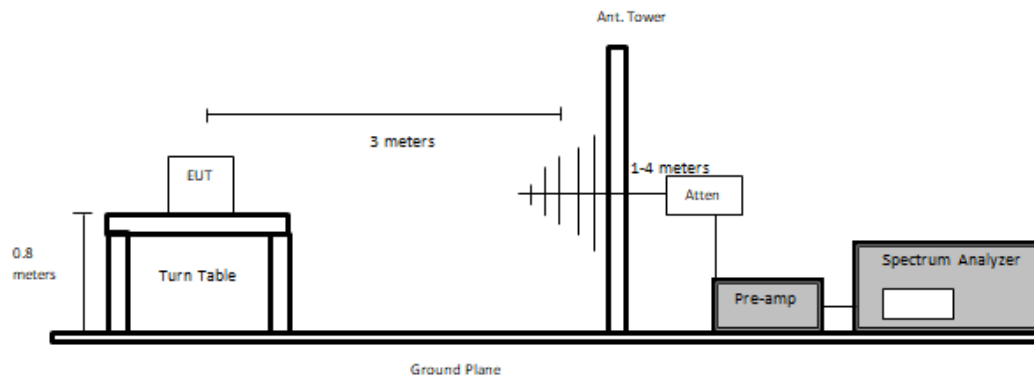 Ant. Tower
3 meters
EUT
1-4 meters
Atten
0.8
meters
Turn Table
Spectrum Analyzer
Pre-amp
Ground Plane